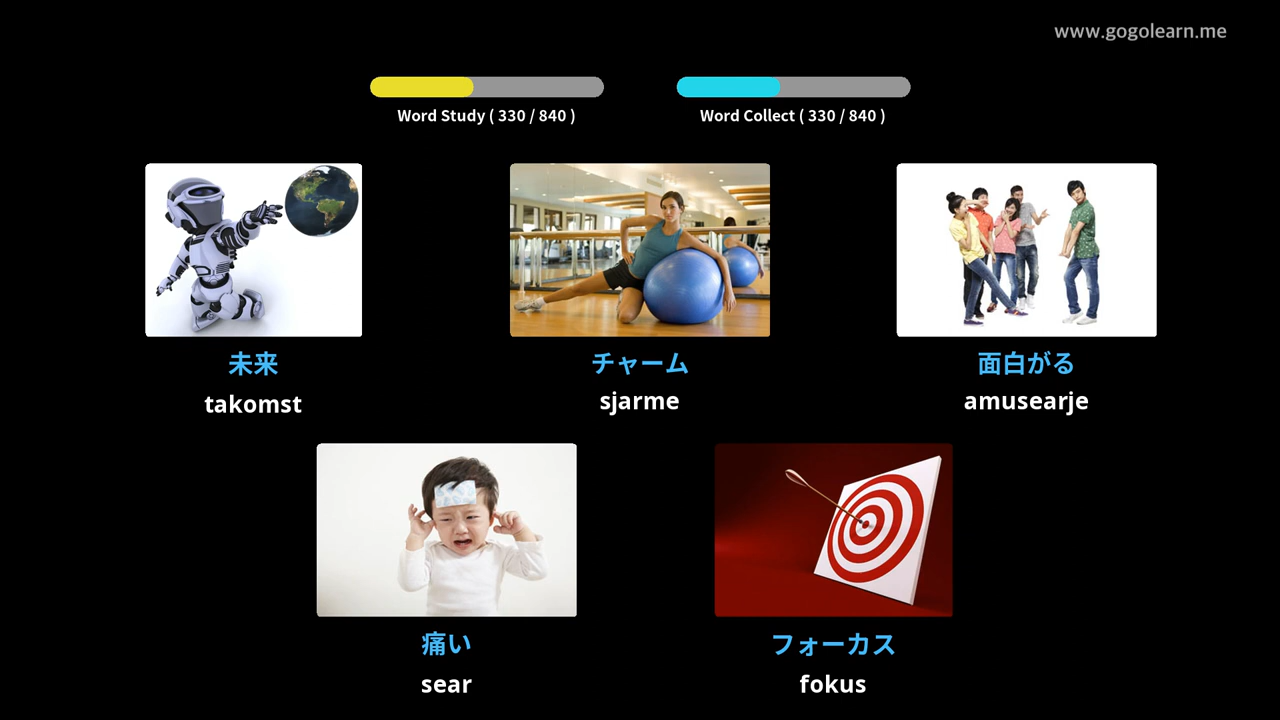 www.gogolearn.me
Word Study ( 330 / 840 )
Word Collect ( 330 / 840 )
未来
takomst
チャーム
sjarme
面白がる
amusearje
痛い
sear
フォーカス
fokus